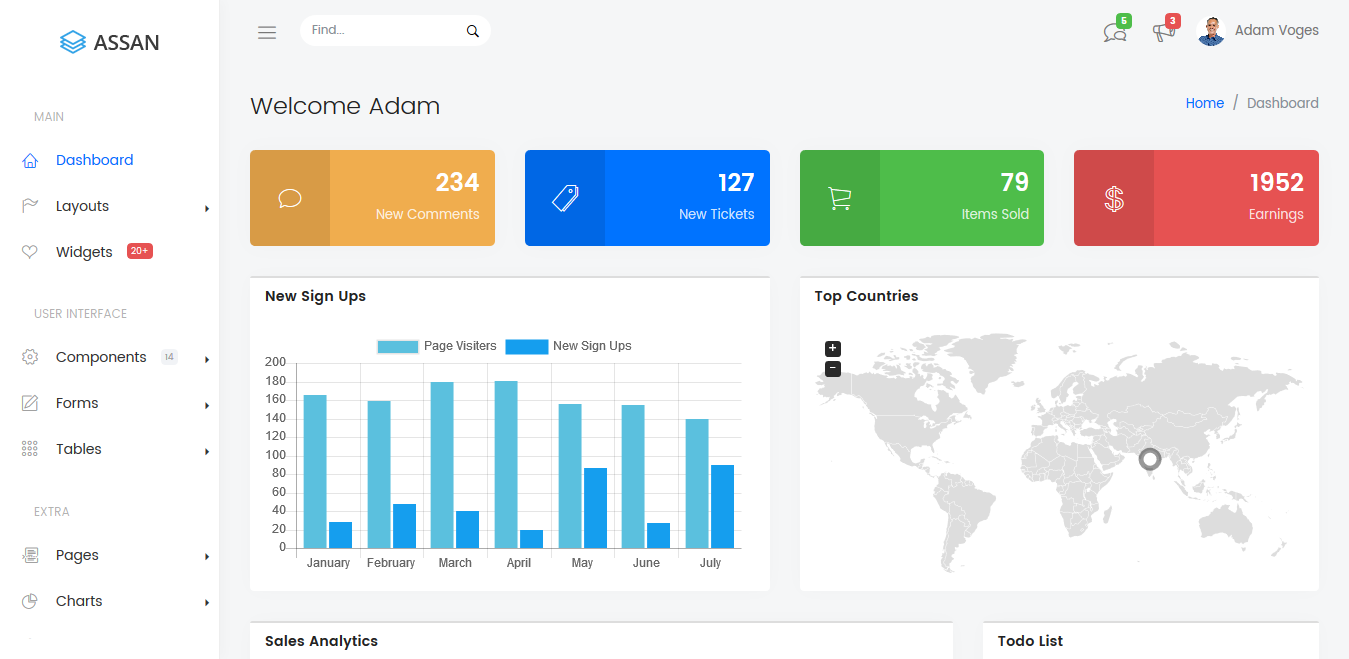 ASSAN
Find...
5
3
Adam Voges
MAIN
Dashboard
Layouts
Widgets 20+
USER INTERFACE
Components 14
Forms
Tables
EXTRA
Pages
Charts
Welcome Adam
Home / Dashboard
234
New Comments
127
New Tickets
79
Items Sold
$
1952
Earnings
New Sign Ups
Page Visiters New Sign Ups
200
180
160
140
120
100
80
60
40
20
0
January February March April May June July
Top Countries
+
−
Sales Analytics
Todo List